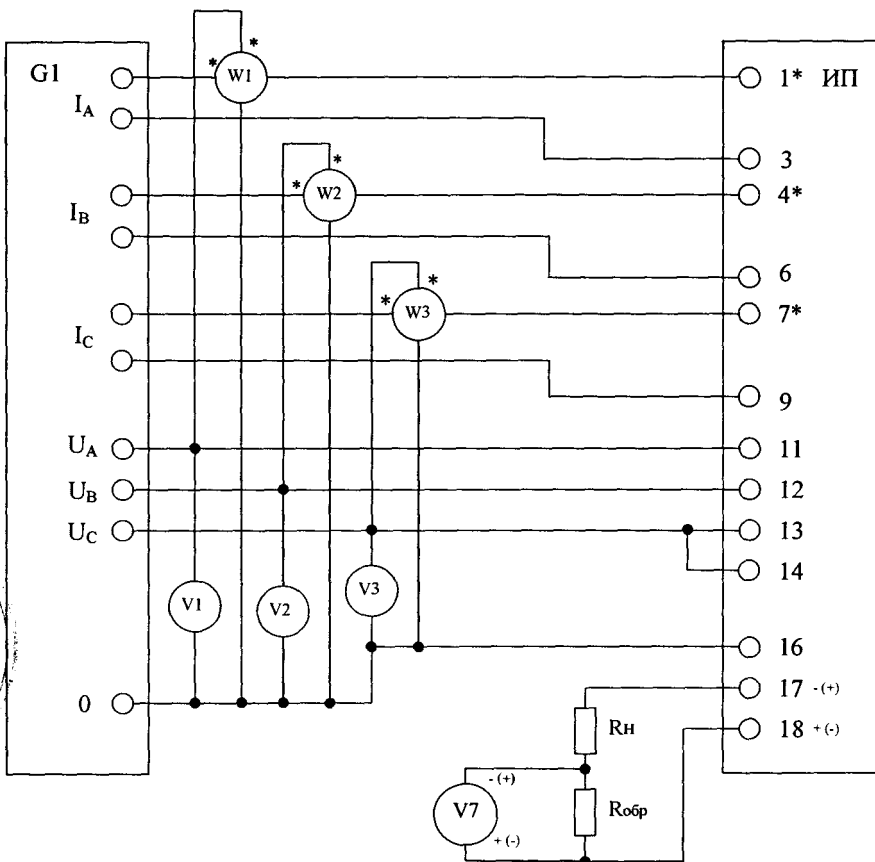 G1
I_A
I_B
I_C
U_A
U_B
U_C
0
* W1 *
* W2 *
* W3 *
V1
V2
V3
1* ИП
3
4*
6
7*
9
11
12
13
14
16
17 - (+)
18 + (-)
Rн
Rобр
V7
- (+)
+ (-)